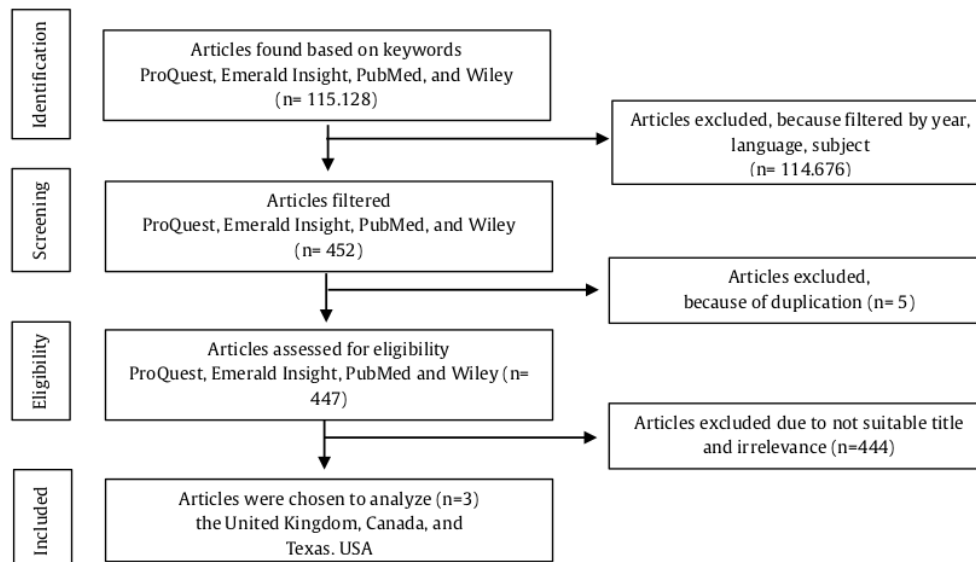 Identification
Articles found based on keywords
ProQuest, Emerald Insight, PubMed, and Wiley
(n= 115.128)
Articles excluded, because filtered by year,
language, subject
(n= 114.676)
Screening
Articles filtered
ProQuest, Emerald Insight, PubMed, and Wiley
(n= 452)
Articles excluded,
because of duplication (n= 5)
Eligibility
Articles assessed for eligibility
ProQuest, Emerald Insight, PubMed and Wiley (n=
447)
Articles excluded due to not suitable title
and irrelevance (n=444)
Included
Articles were chosen to analyze (n=3)
the United Kingdom, Canada, and
Texas. USA